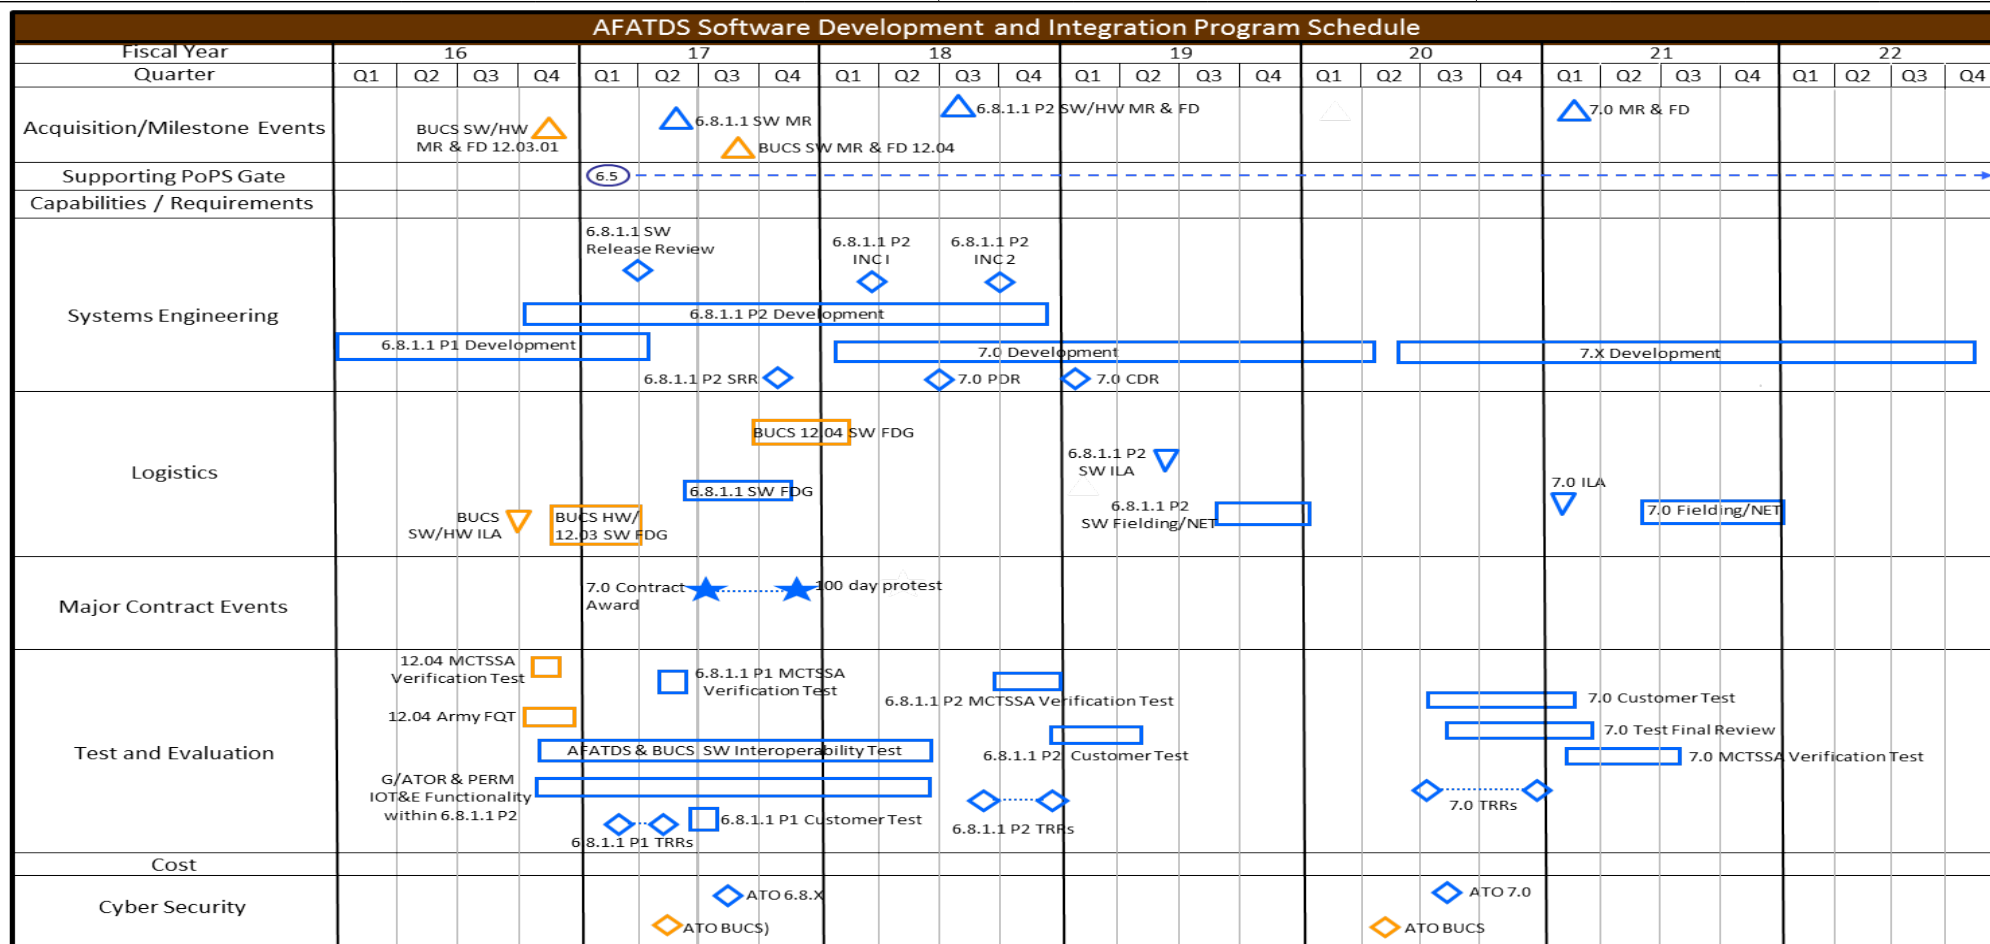 AFATDS Software Development and Integration Program Schedule
Fiscal Year 16 17 18 19 20 21 22
Quarter Q1 Q2 Q3 Q4 Q1 Q2 Q3 Q4 Q1 Q2 Q3 Q4 Q1 Q2 Q3 Q4 Q1 Q2 Q3 Q4 Q1 Q2 Q3 Q4 Q1 Q2 Q3 Q4
Acquisition/Milestone Events
BUCS SW/HW
MR & FD 12.03.01
6.8.1.1 SW MR
BUCS SW MR & FD 12.04
6.8.1.1 P2 SW/HW MR & FD
7.0 MR & FD
Supporting PoPS Gate
6.5
Capabilities / Requirements
Systems Engineering
6.8.1.1 SW
Release Review
6.8.1.1 P2
INC I
6.8.1.1 P2
INC 2
6.8.1.1 P2 Development
6.8.1.1 P1 Development
7.0 Development
7.X Development
6.8.1.1 P2 SRR
7.0 PDR
7.0 CDR
Logistics
BUCS 12.04 SW FDG
6.8.1.1 P2
SW ILA
6.8.1.1 SW FDG
7.0 ILA
BUCS
SW/HW ILA
BUCS HW/
12.03 SW FDG
6.8.1.1 P2
SW Fielding/NET
7.0 Fielding/NET
Major Contract Events
7.0 Contract
Award
100 day protest
Test and Evaluation
12.04 MCTSSA
Verification Test
6.8.1.1 P1 MCTSSA
Verification Test
6.8.1.1 P2 MCTSSA Verification Test
7.0 Customer Test
12.04 Army FQT
7.0 Test Final Review
AFATDS & BUCS SW Interoperability Test
6.8.1.1 P2 Customer Test
7.0 MCTSSA Verification Test
G/ATOR & PERM
IOT&E Functionality
within 6.8.1.1 P2
7.0 TRRs
6.8.1.1 P1 Customer Test
6.8.1.1 P2 TRRs
6.8.1.1 P1 TRRs
Cost
Cyber Security
ATO 6.8.X
ATO 7.0
ATO BUCS)
ATO BUCS